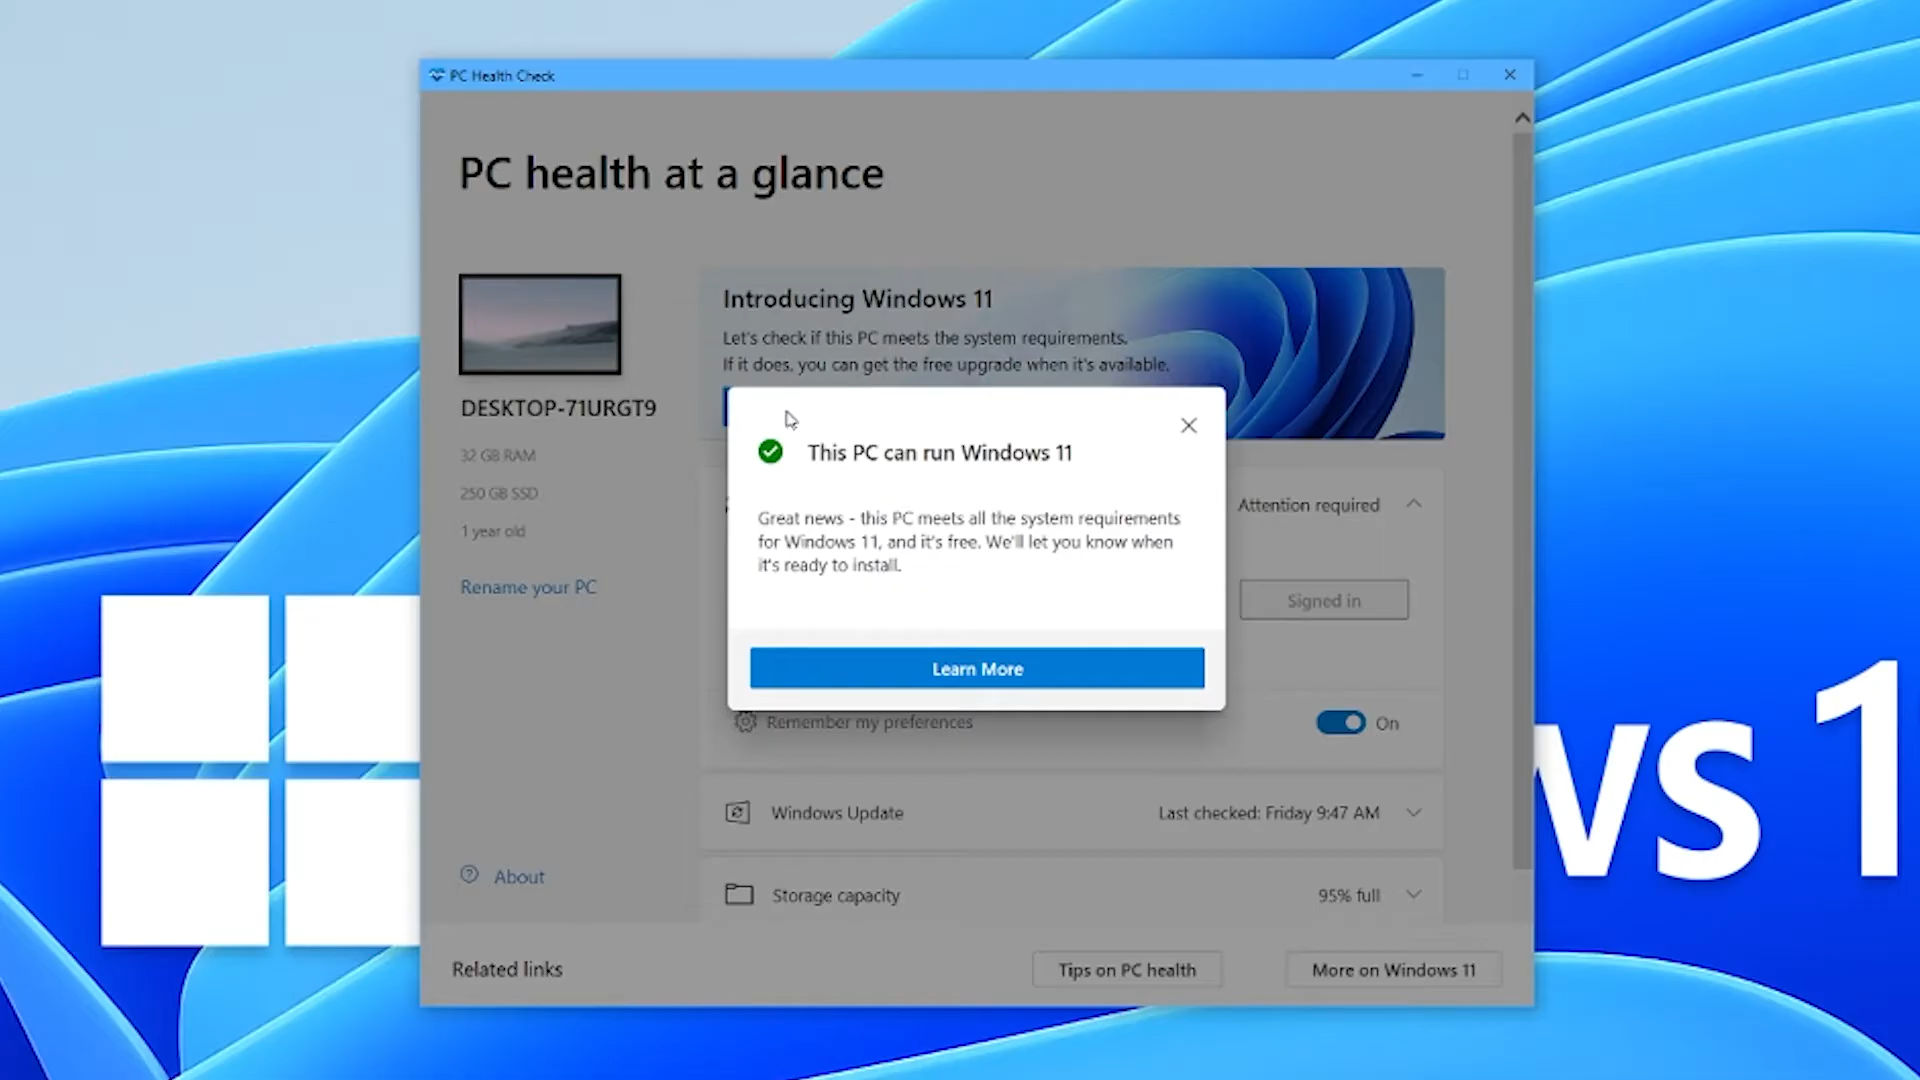 PC Health Check
PC health at a glance
Introducing Windows 11
Let's check if this PC meets the system requirements.
If it does, you can get the free upgrade when it's available.
DESKTOP-71URGT9
32 GB RAM
250 GB SSD
1 year old
Rename your PC
This PC can run Windows 11
Great news - this PC meets all the system requirements
for Windows 11, and it's free. We'll let you know when
it's ready to install.
Learn More
Attention required
Signed in
Remember my preferences
On
Windows Update
Last checked: Friday 9:47 AM
Storage capacity
95% full
About
Related links
Tips on PC health
More on Windows 11
ws 1